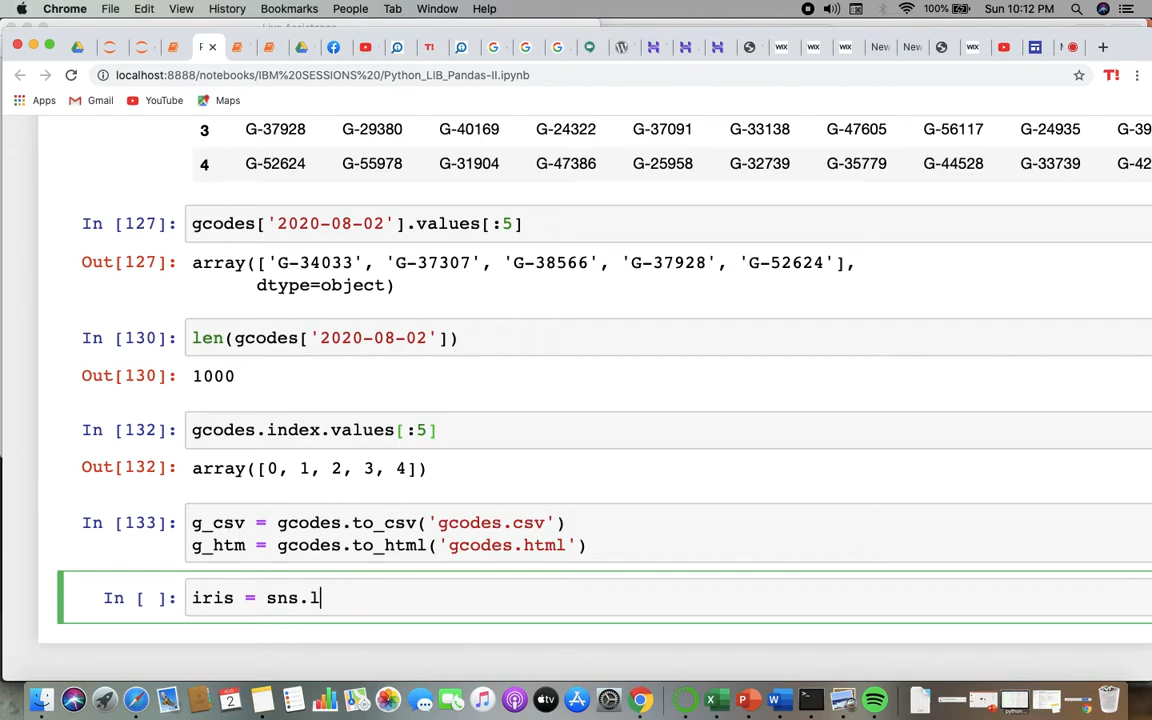 Chrome File Edit View History Bookmarks People Tab Window Help 100% Sun 10:12 PM
New New
localhost:8888/notebooks/IBM%20SESSIONS%20/Python_LIB_Pandas-II.ipynb
Apps Gmail YouTube Maps
3 G-37928 G-29380 G-40169 G-24322 G-37091 G-33138 G-47605 G-56117 G-24935 G-39
4 G-52624 G-55978 G-31904 G-47386 G-25958 G-32739 G-35779 G-44528 G-33739 G-42
In [127]: gcodes['2020-08-02'].values[:5]
Out[127]: array(['G-34033', 'G-37307', 'G-38566', 'G-37928', 'G-52624'],
dtype=object)
In [130]: len(gcodes['2020-08-02'])
Out[130]: 1000
In [132]: gcodes.index.values[:5]
Out[132]: array([0, 1, 2, 3, 4])
In [133]: g_csv = gcodes.to_csv('gcodes.csv')
g_htm = gcodes.to_html('gcodes.html')
In [ ]: iris = sns.l